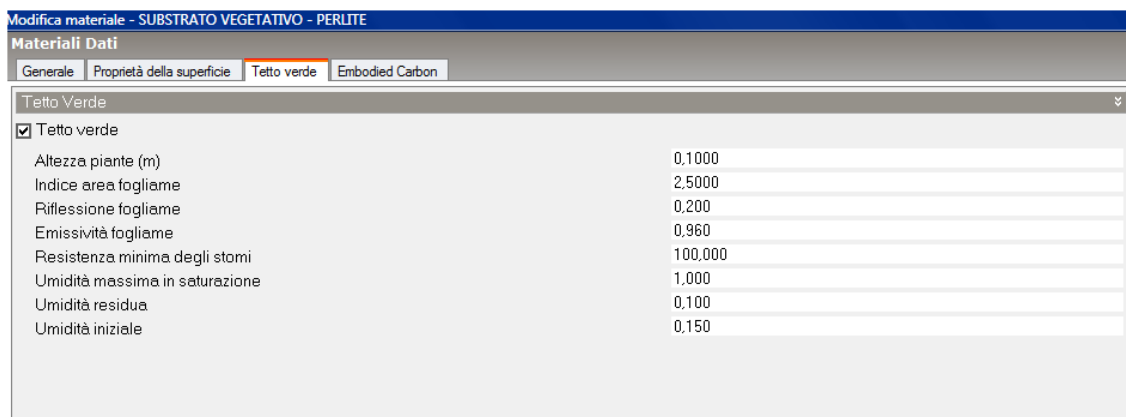 Modifica materiale - SUBSTRATO VEGETATIVO - PERLITE
Materiali Dati
Generale Proprietà della superficie Tetto verde Embodied Carbon
Tetto Verde
Tetto verde
Altezza piante (m) 0,1000
Indice area fogliame 2,5000
Riflessione fogliame 0,200
Emissività fogliame 0,960
Resistenza minima degli stomi 100,000
Umidità massima in saturazione 1,000
Umidità residua 0,100
Umidità iniziale 0,150